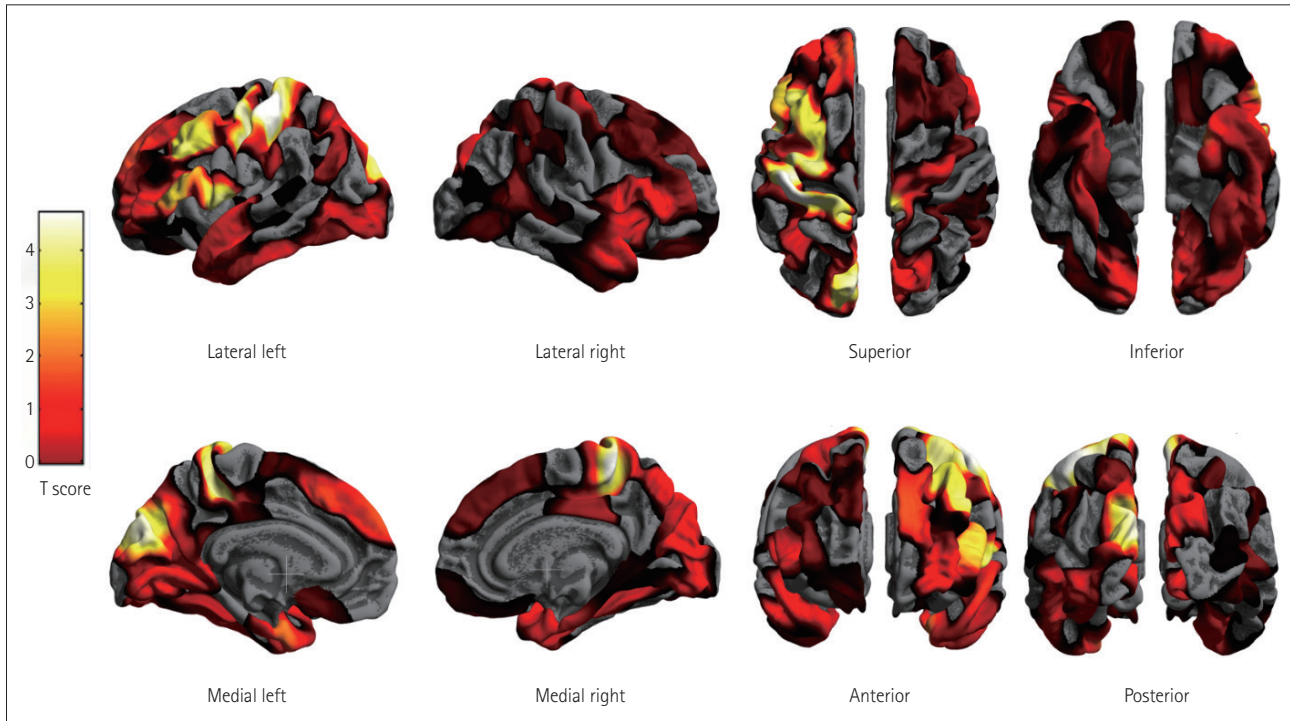 Lateral left
Lateral right
Superior
Inferior
4
3
2
1
0
T score
Medial left
Medial right
Anterior
Posterior